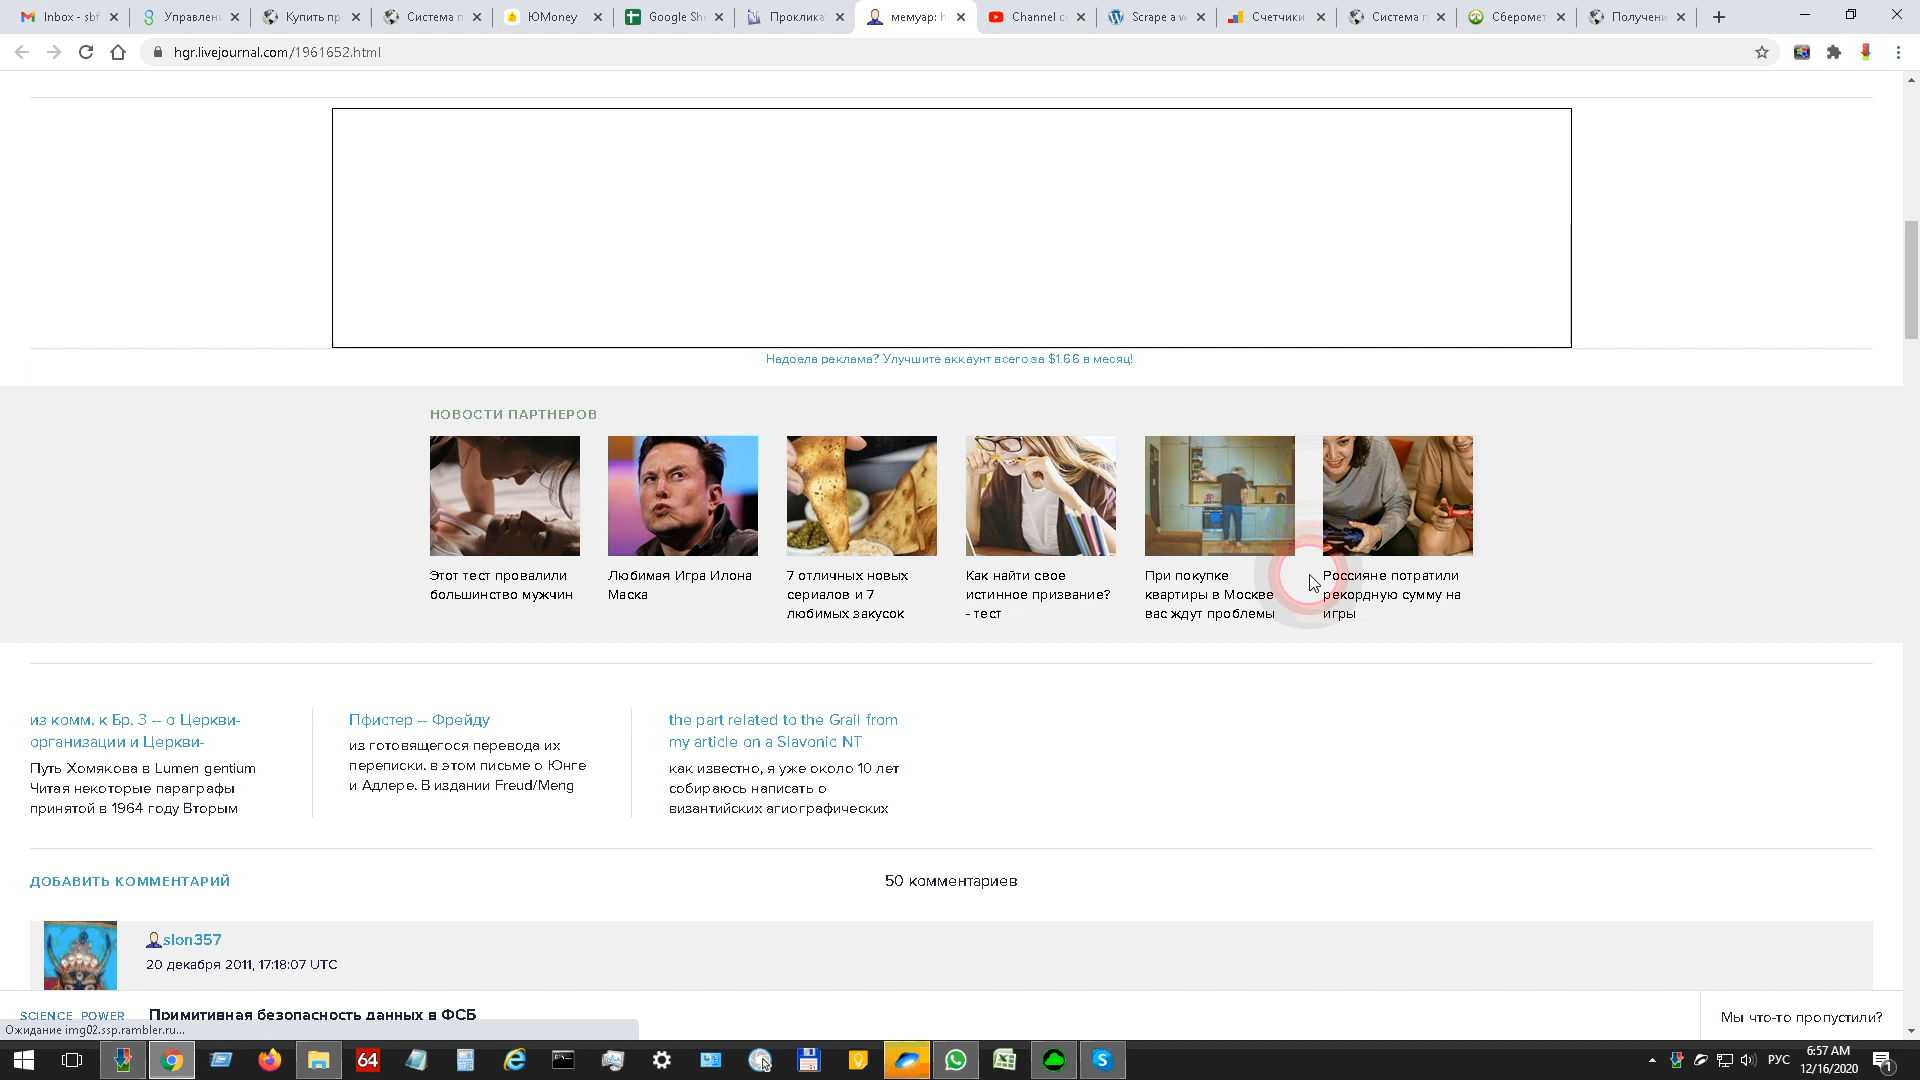 Inbox - sbf
Управлени
Купить пр
Система п
ЮMoney
Google Sh
Проклика
мемуар: h
Channel c
Scrape a w
Счетчики
Система п
Сберомет
Получени
hgr.livejournal.com/1961652.html
Надоела реклама? Улучшите аккаунт всего за $1.66 в месяц!
НОВОСТИ ПАРТНЕРОВ
Этот тест провалили
большинство мужчин
Любимая Игра Илона
Маска
7 отличных новых
сериалов и 7
любимых закусок
Как найти свое
истинное призвание?
- тест
При покупке
квартиры в Москве
вас ждут проблемы
Россияне потратили
рекордную сумму на
игры
из комм. к Бр. 3 -- о Церкви-
организации и Церкви-
Путь Хомякова в Lumen gentium
Читая некоторые параграфы
принятой в 1964 году Вторым
Пфистер -- Фрейду
из готовящегося перевода их
переписки. в этом письме о Юнге
и Адлере. В издании Freud/Meng
the part related to the Grail from
my article on a Slavonic NT
как известно, я уже около 10 лет
собираюсь написать о
византийских агиографических
ДОБАВИТЬ КОММЕНТАРИЙ
50 комментариев
slon357
20 декабря 2011, 17:18:07 UTC
SCIENCE_POWER
Примитивная безопасность данных в ФСБ
Мы что-то пропустили?
Ожидание img02.ssp.rambler.ru...
64
РУС
6:57 AM
12/16/2020
1